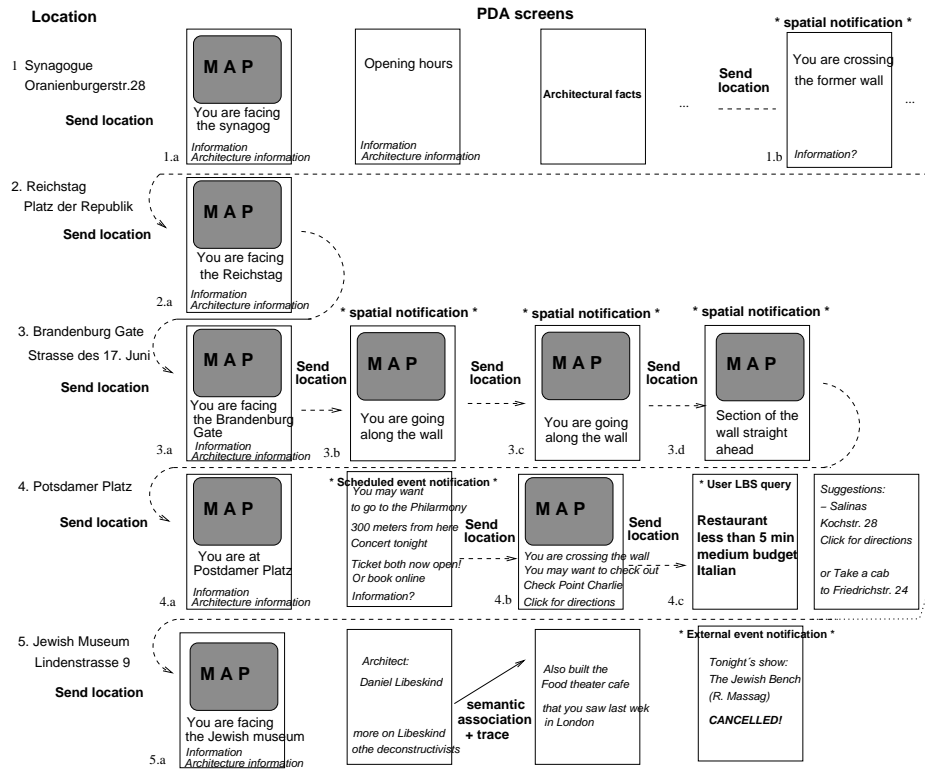 Location
PDA screens
* spatial notification *
1 Synagogue
Oranienburgerstr.28
Send location
M A P
You are facing
the synagog
Information
Architecture information
1.a
Opening hours
Information
Architecture information
Architectural facts
...
Send
location
You are crossing
the former wall
Information?
1.b
...
2. Reichstag
Platz der Republik
Send location
M A P
You are facing
the Reichstag
Information
Architecture information
2.a
3. Brandenburg Gate
Strasse des 17. Juni
Send location
M A P
You are facing
the Brandenburg
Gate
Information
Architecture information
3.a
Send
location
* spatial notification *
M A P
You are going
along the wall
3.b
Send
location
* spatial notification *
M A P
You are going
along the wall
3.c
Send
location
* spatial notification *
M A P
Section of the
wall straight
ahead
3.d
4. Potsdamer Platz
Send location
M A P
You are at
Postdamer Platz
Information
Architecture information
4.a
* Scheduled event notification *
You may want
to go to the Philarmony
300 meters from here
Concert tonight
Ticket both now open!
Or book online
Information?
Send
location
M A P
You are crossing the wall
You may want to check out
Check Point Charlie
Click for directions
4.b
Send
location
* User LBS query
Restaurant
less than 5 min
medium budget
Italian
4.c
Suggestions:
– Salinas
Kochstr. 28
Click for directions
or Take a cab
to Friedrichstr. 24
5. Jewish Museum
Lindenstrasse 9
Send location
M A P
You are facing
the Jewish museum
Information
Architecture information
5.a
Architect:
Daniel Libeskind
more on Libeskind
othe deconstructivists
semantic
association
+ trace
Also built the
Food theater cafe
that you saw last wek
in London
* External event notification *
Tonight´s show:
The Jewish Bench
(R. Massag)
CANCELLED!